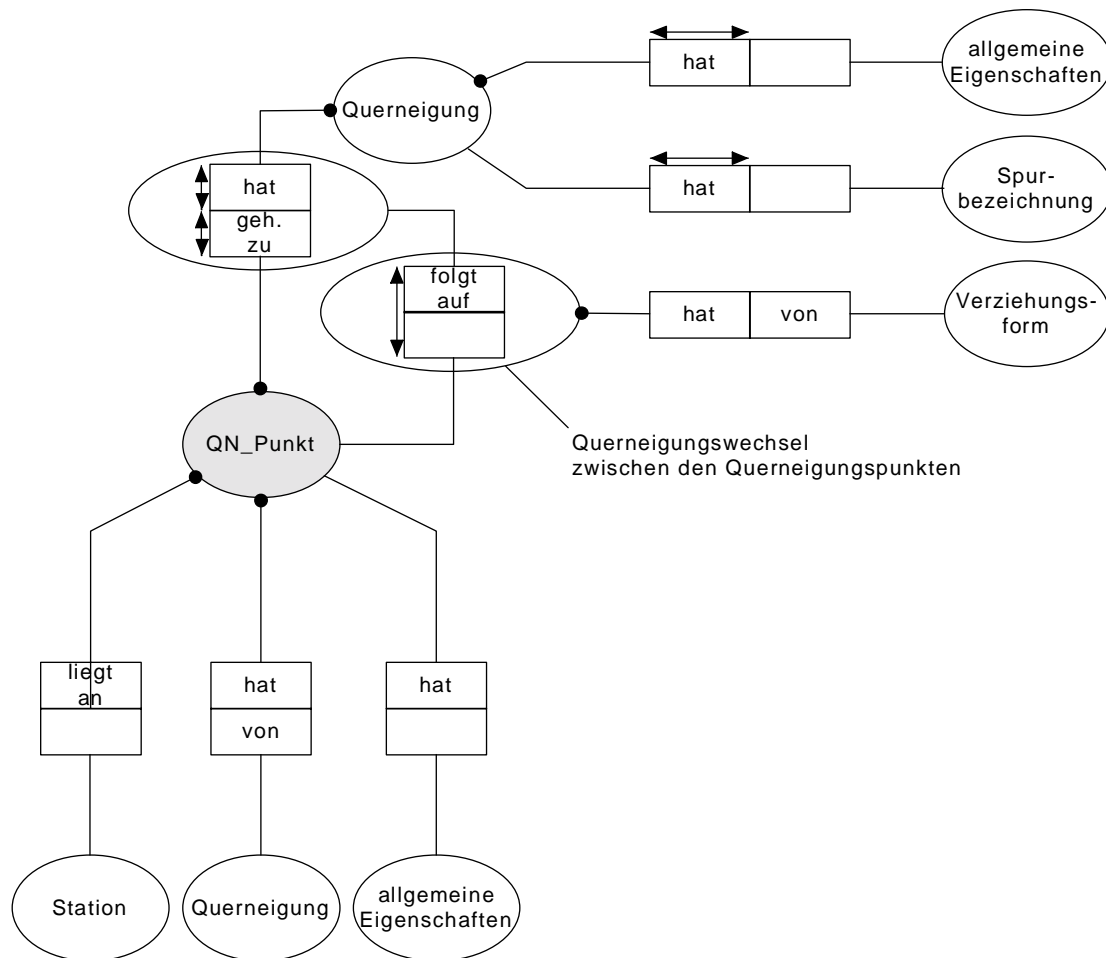 hat
allgemeine
Eigenschaften
Querneigung
hat
Spur-
bezeichnung
hat
geh.
zu
folgt
auf
hat
von
Verziehungs-
form
QN_Punkt
Querneigungswechsel
zwischen den Querneigungspunkten
liegt
an
hat
von
hat
Station
Querneigung
allgemeine
Eigenschaften